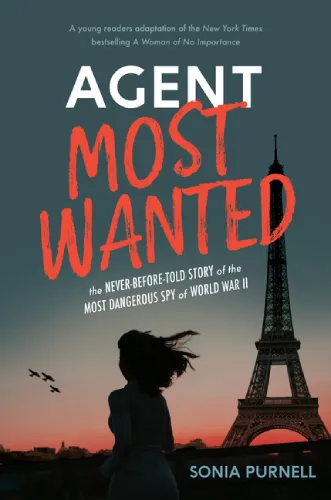 A young readers adaptation of the New York Times
bestselling A Woman of No Importance
AGENT
MOST
WANTED
the NEVER-BEFORE-TOLD STORY of the
MOST DANGEROUS SPY of WORLD WAR II
SONIA PURNELL